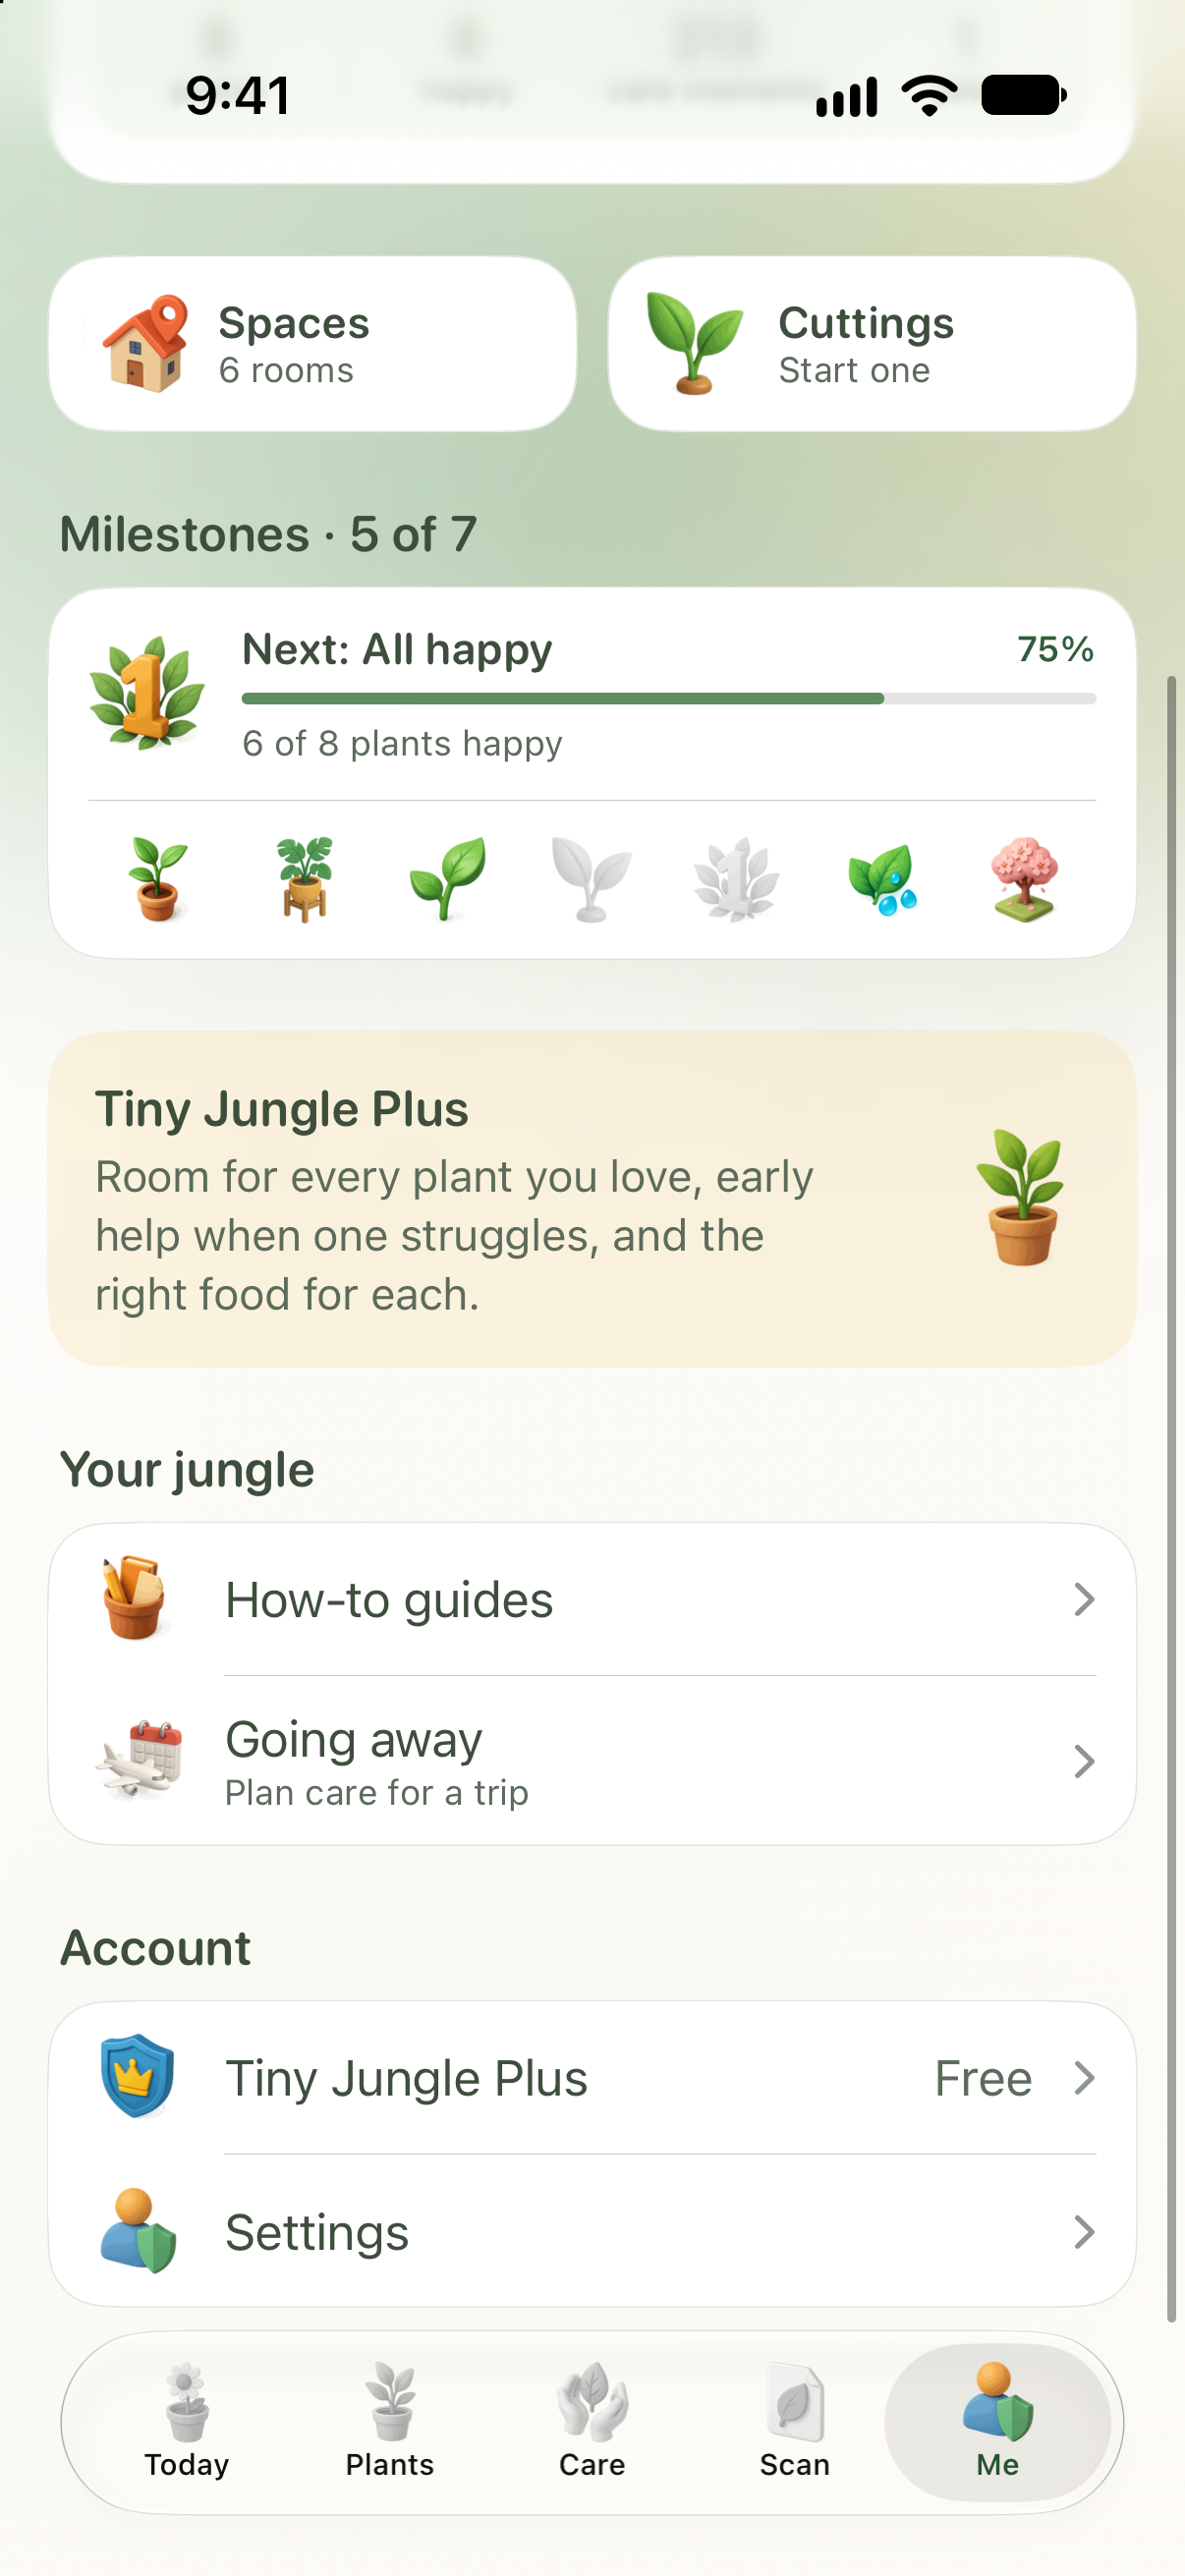 9:41
Spaces
6 rooms
Cuttings
Start one
Milestones · 5 of 7
Next: All happy
75%
6 of 8 plants happy
Tiny Jungle Plus
Room for every plant you love, early
help when one struggles, and the
right food for each.
Your jungle
How-to guides
Going away
Plan care for a trip
Account
Tiny Jungle Plus
Free
Settings
Today
Plants
Care
Scan
Me